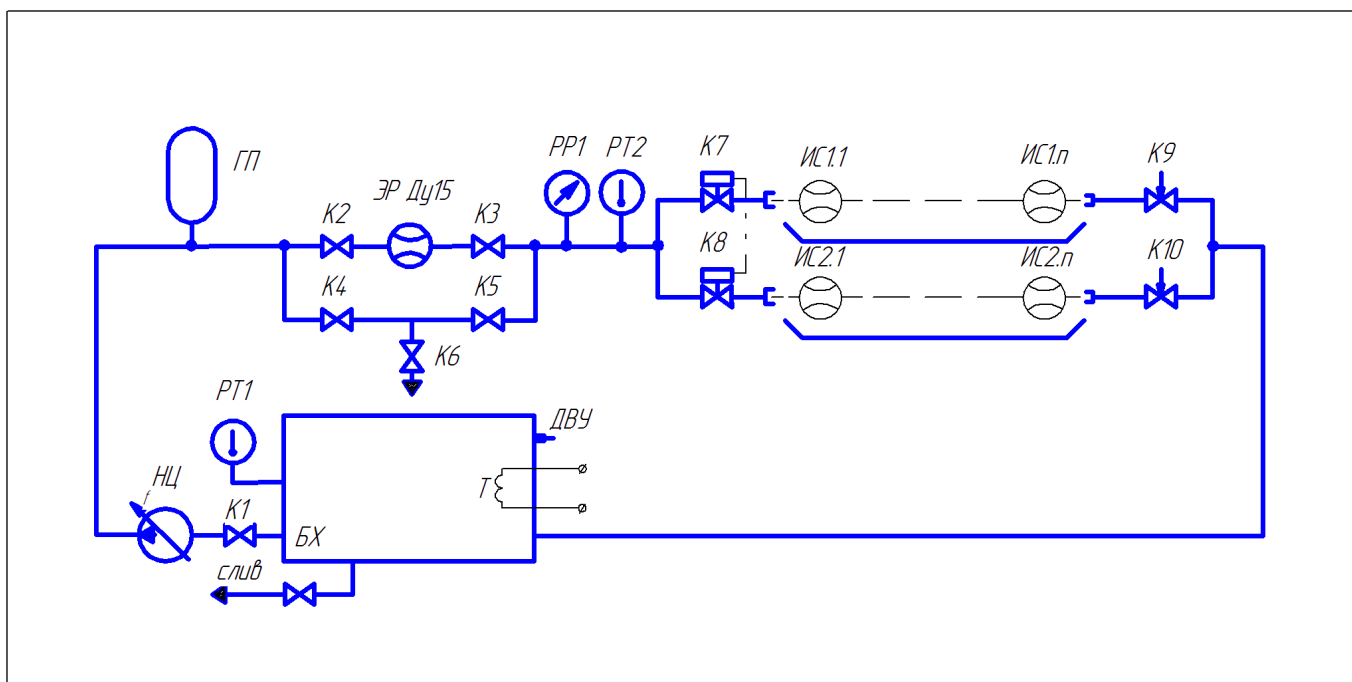 ГП
К2
ЭР Ду15
К3
РР1
РТ2
К7
ИС1.1
ИС1.п
К9
К4
К5
К6
К8
ИС2.1
ИС2.п
К10
РТ1
НЦ
f
К1
БХ
слив
ДВУ
Т